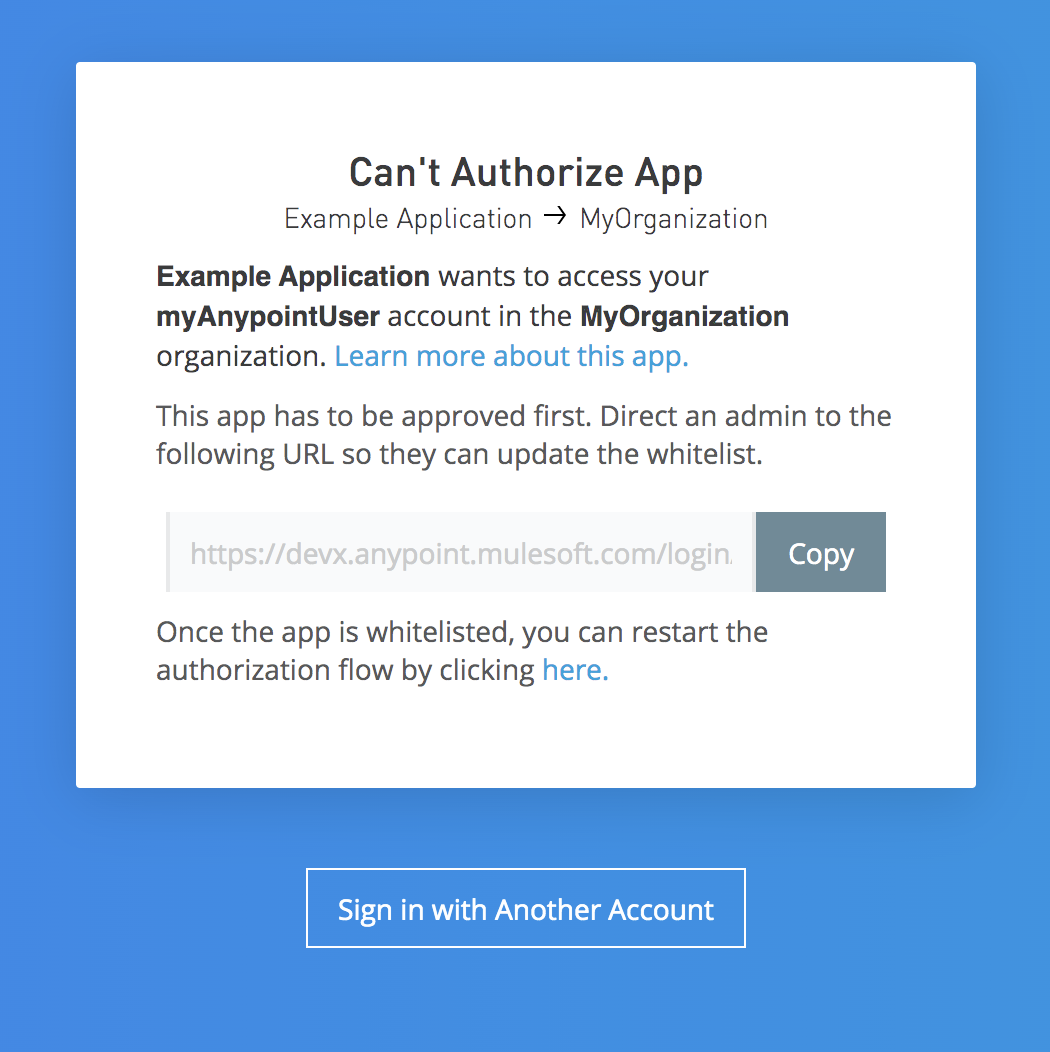 Can't Authorize App
Example Application → MyOrganization
Example Application wants to access your
myAnypointUser account in the MyOrganization
organization. Learn more about this app.
This app has to be approved first. Direct an admin to the
following URL so they can update the whitelist.
https://devx.anypoint.mulesoft.com/login
Copy
Once the app is whitelisted, you can restart the
authorization flow by clicking here.
Sign in with Another Account